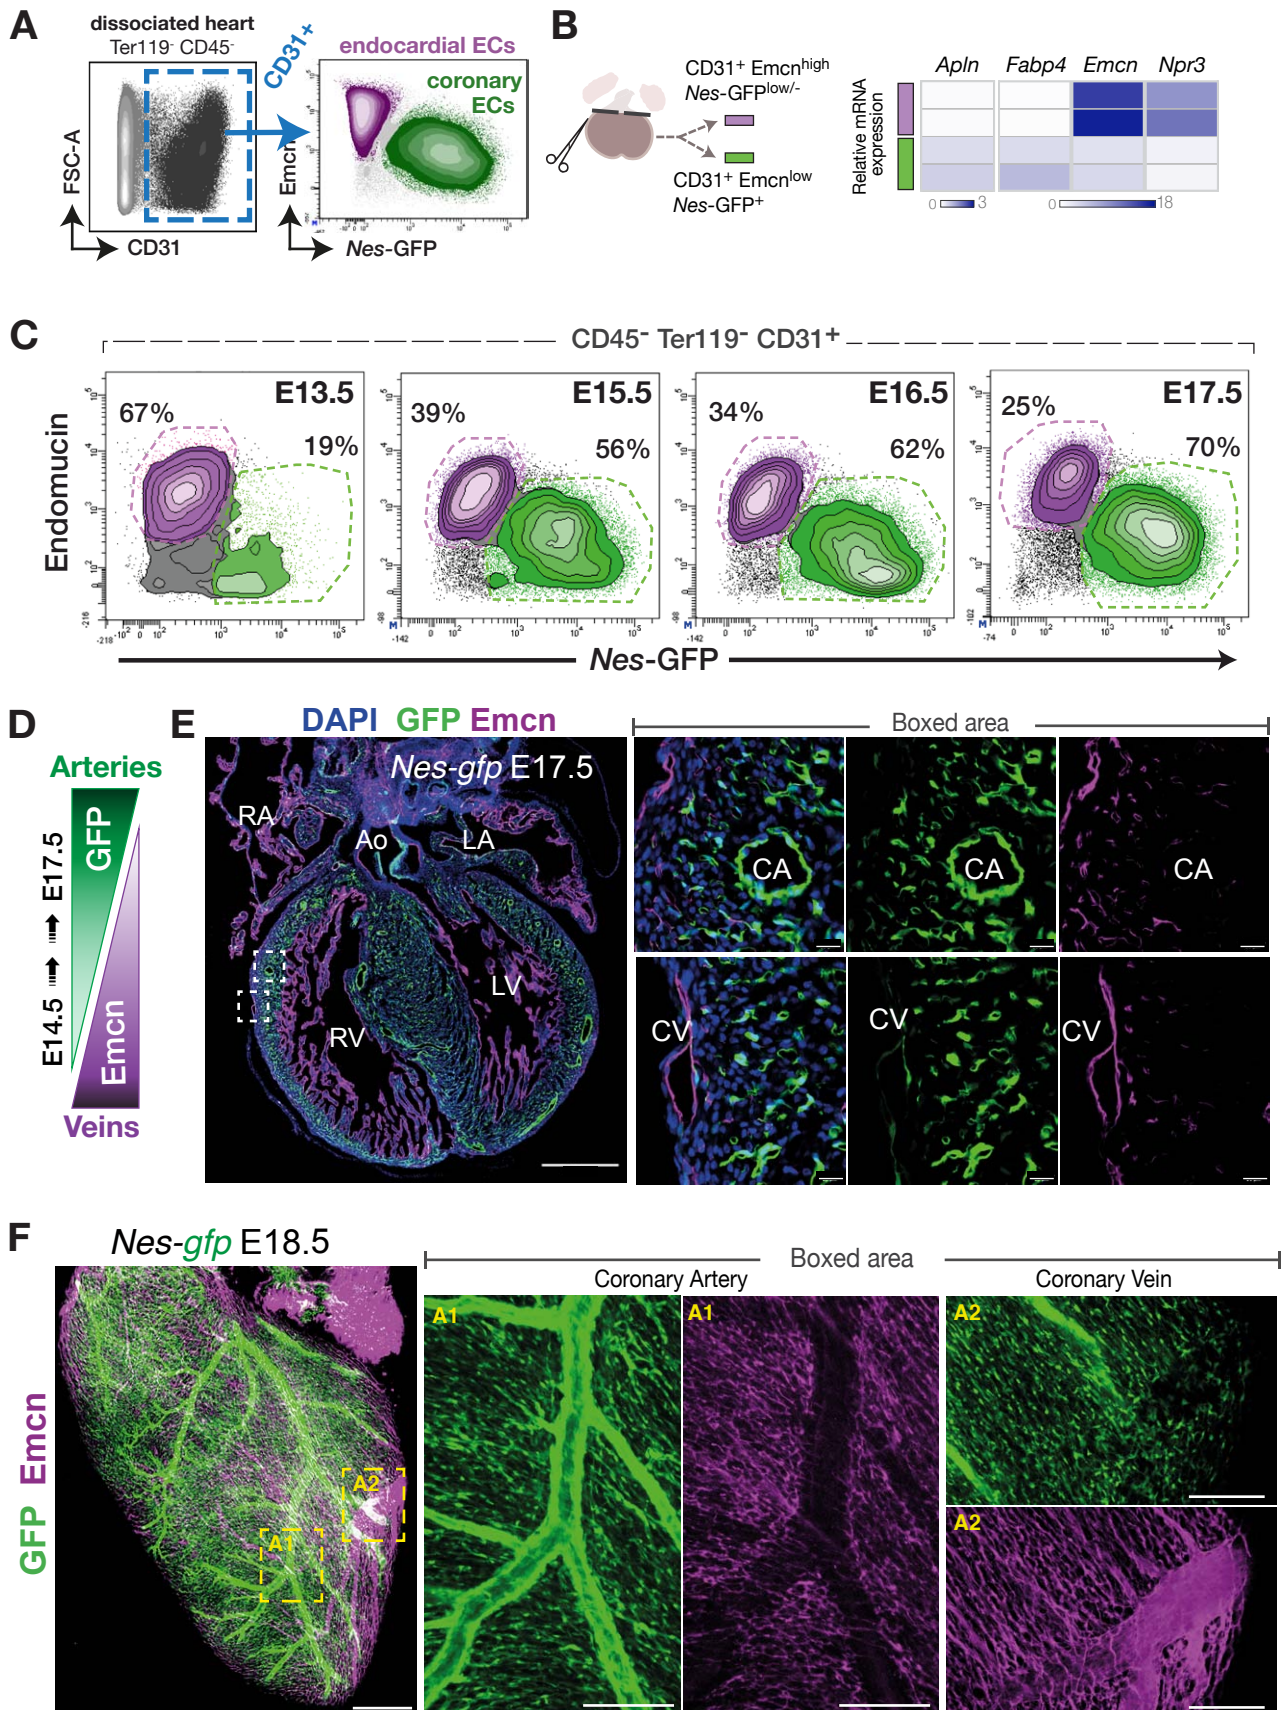 A
dissociated heart
Ter119- CD45-
CD31+
endocardial ECs
coronary
ECs
FSC-A
CD31
Emcn
Nes-GFP
B
CD31+ Emcnhigh
Nes-GFPlow/-
CD31+ Emcnlow
Nes-GFP+
Relative mRNA
expression
Apln Fabp4 Emcn Npr3
0 3 0 18
C
CD45- Ter119- CD31+
E13.5
67%
19%
E15.5
39%
56%
E16.5
34%
62%
E17.5
25%
70%
Endomucin
Nes-GFP
D
Arteries
GFP
E14.5
E17.5
Emcn
Veins
E
DAPI GFP Emcn
Boxed area
Nes-gfp E17.5
RA
Ao
LA
LV
RV
CA
CA
CA
CV
CV
CV
F
Nes-gfp E18.5
Boxed area
Coronary Artery
Coronary Vein
GFP Emcn
A1
A2
A1
A1
A2
A2